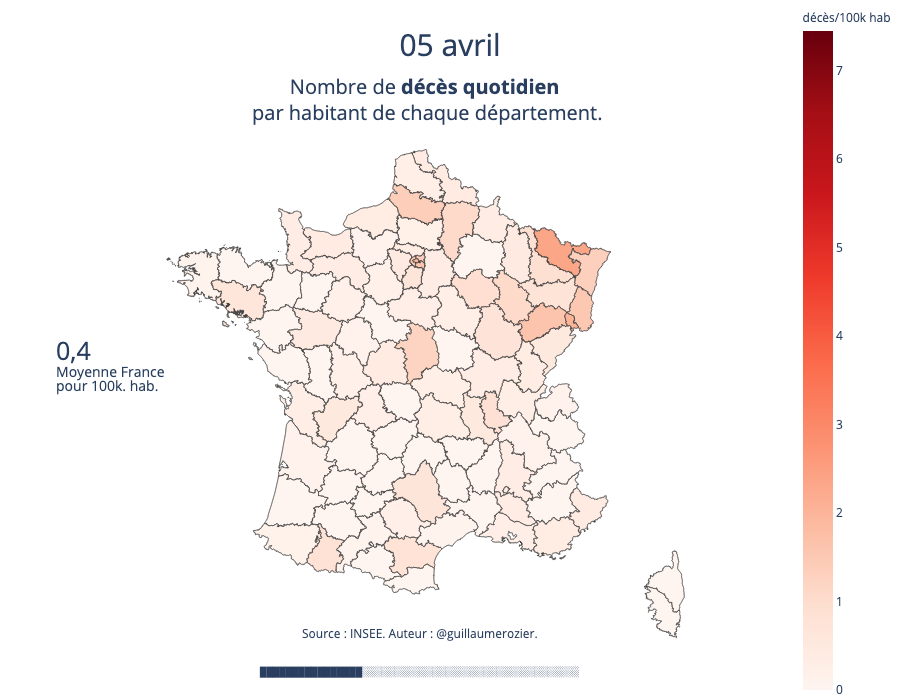 décès/100k hab
05 avril
Nombre de décès quotidien
par habitant de chaque département.
7
6
5
4
3
2
1
0
0,4
Moyenne France
pour 100k. hab.
Source : INSEE. Auteur : @guillaumerozier.